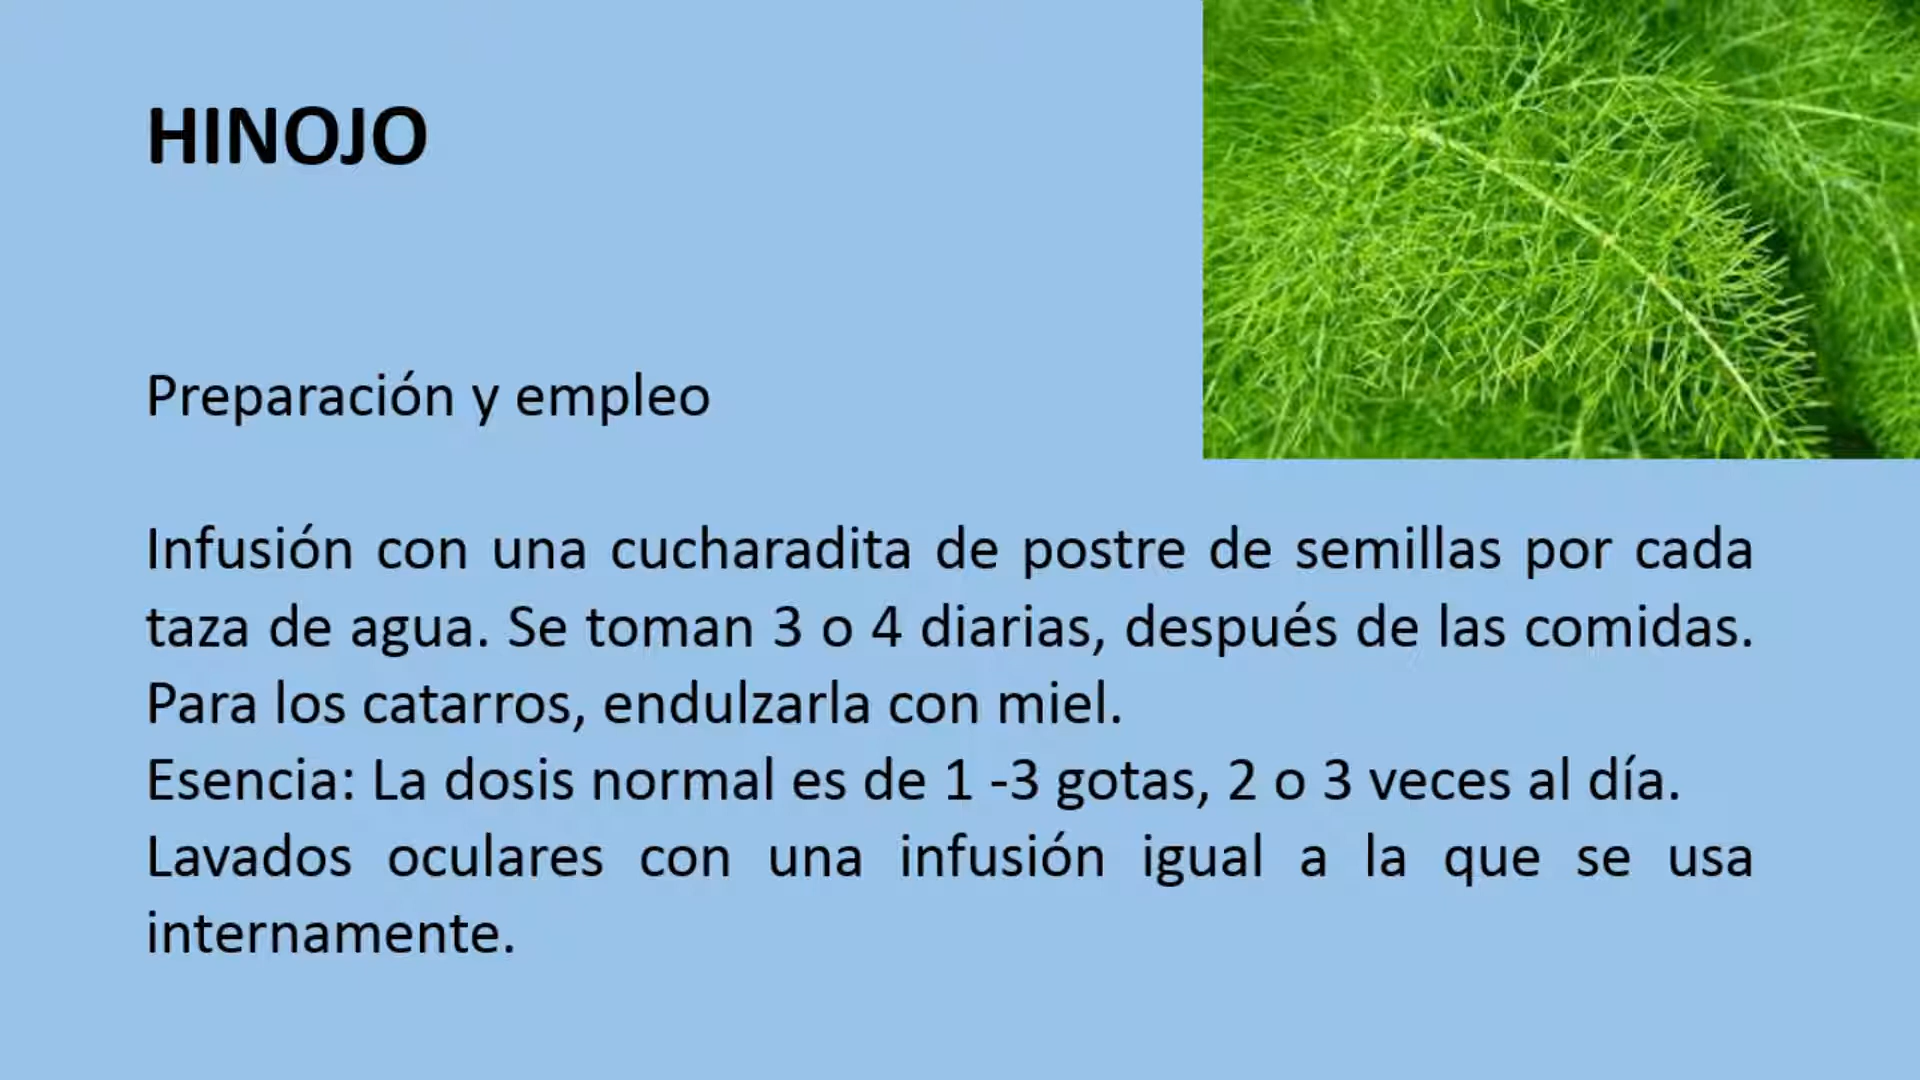 HINOJO
Preparación y empleo
Infusión con una cucharadita de postre de semillas por cada
taza de agua. Se toman 3 o 4 diarias, después de las comidas.
Para los catarros, endulzarla con miel.
Esencia: La dosis normal es de 1 -3 gotas, 2 o 3 veces al día.
Lavados oculares con una infusión igual a la que se usa
internamente.